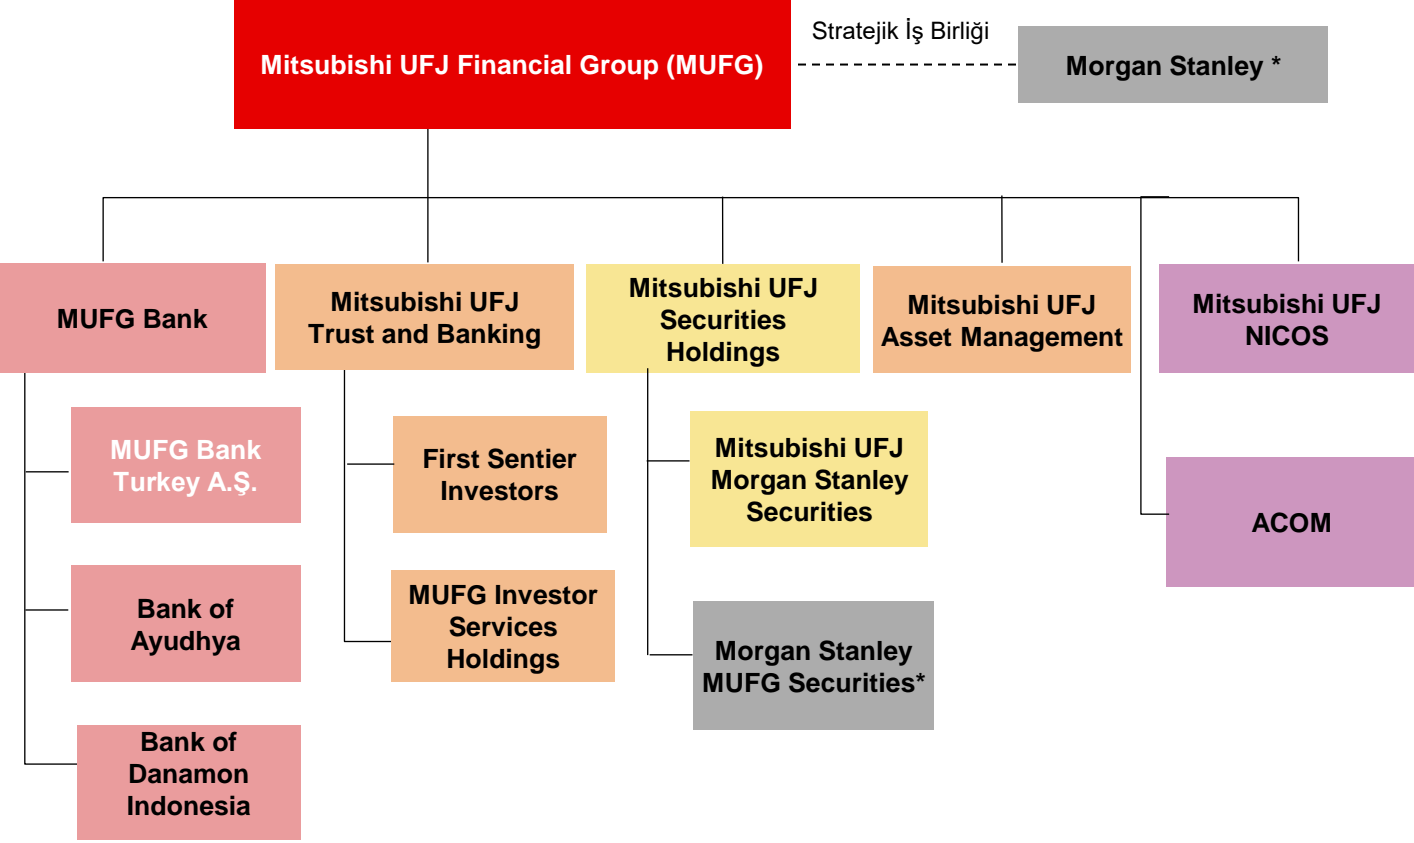 Stratejik İş Birliği
Mitsubishi UFJ Financial Group (MUFG)
Morgan Stanley *
MUFG Bank
Mitsubishi UFJ
Trust and Banking
Mitsubishi UFJ
Securities
Holdings
Mitsubishi UFJ
Asset Management
Mitsubishi UFJ
NICOS
MUFG Bank
Turkey A.Ş.
First Sentier
Investors
Mitsubishi UFJ
Morgan Stanley
Securities
ACOM
Bank of
Ayudhya
MUFG Investor
Services
Holdings
Morgan Stanley
MUFG Securities*
Bank of
Danamon
Indonesia